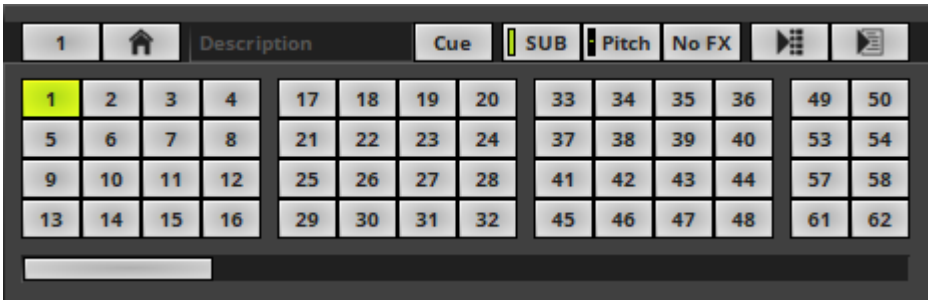 1 Description Cue SUB Pitch No FX
1 2 3 4 17 18 19 20 33 34 35 36 49 50
5 6 7 8 21 22 23 24 37 38 39 40 53 54
9 10 11 12 25 26 27 28 41 42 43 44 57 58
13 14 15 16 29 30 31 32 45 46 47 48 61 62